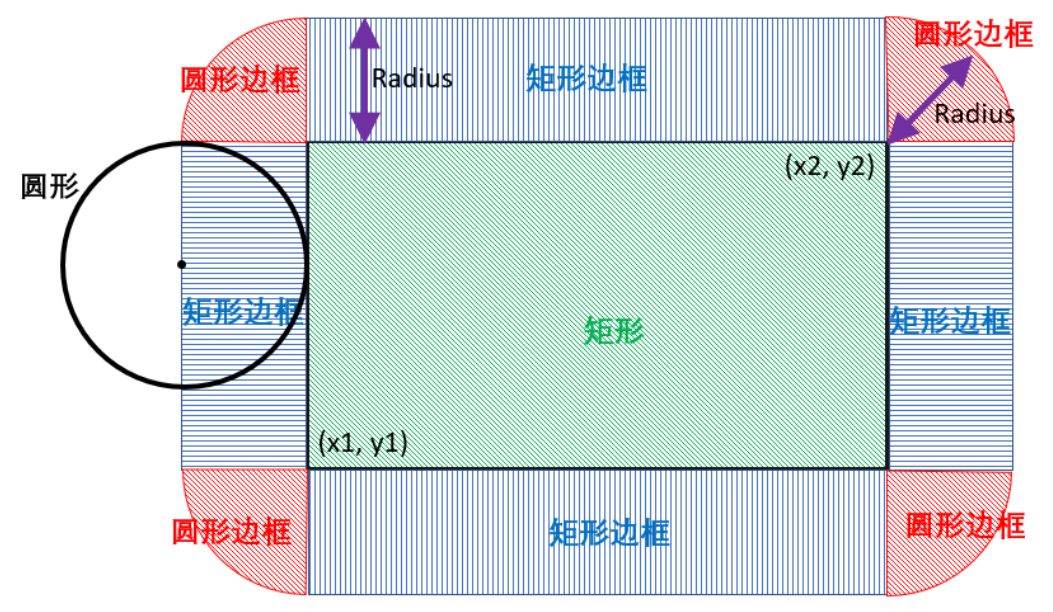 圆形边框
圆形边框
Radius
矩形边框
Radius
(x2, y2)
圆形
矩形边框
矩形边框
矩形
(x1, y1)
圆形边框
矩形边框
圆形边框